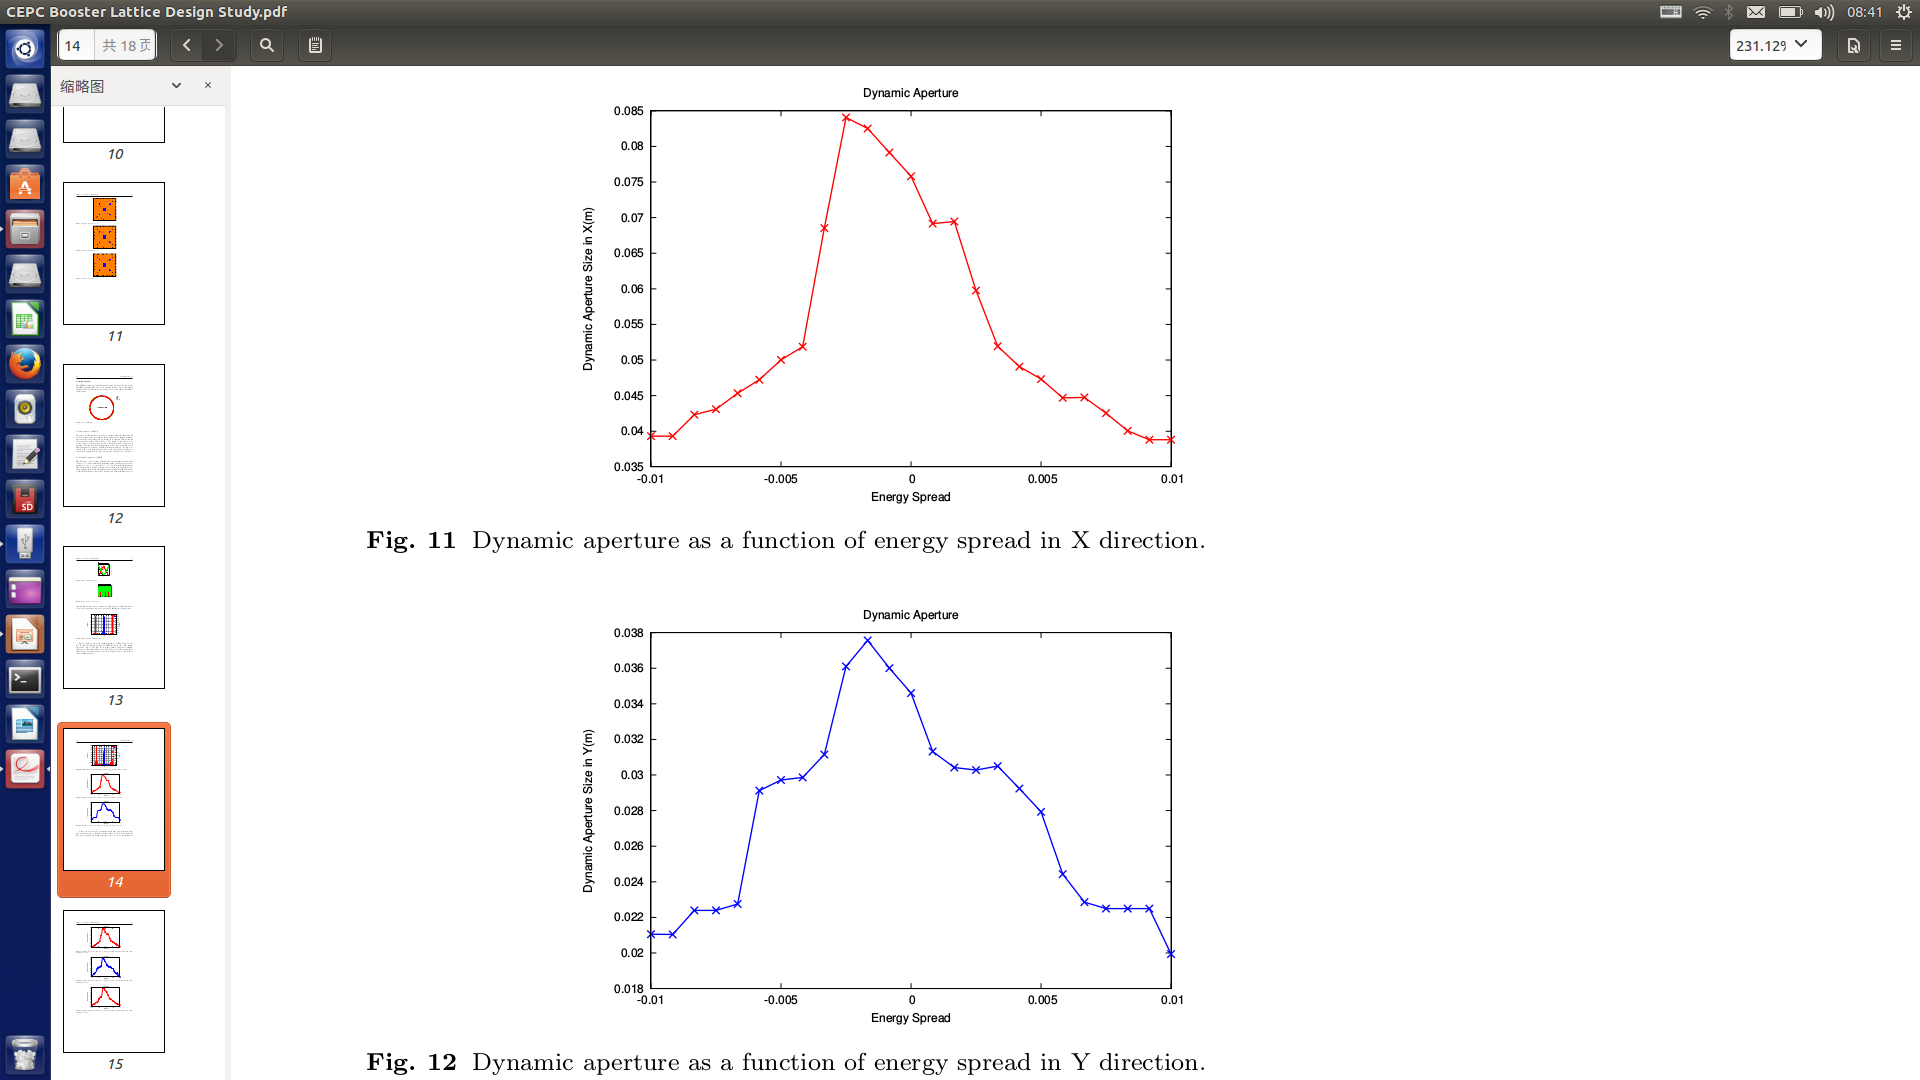 CEPC Booster Lattice Design Study.pdf
08:41
14 共 18 页
231.12%
缩略图
10
11
12
13
14
15
Dynamic Aperture
0.085
0.08
0.075
0.07
0.065
0.06
0.055
0.05
0.045
0.04
0.035
Dynamic Aperture Size in X(m)
-0.01 -0.005 0 0.005 0.01
Energy Spread
Fig. 11 Dynamic aperture as a function of energy spread in X direction.
Dynamic Aperture
0.038
0.036
0.034
0.032
0.03
0.028
0.026
0.024
0.022
0.02
0.018
Dynamic Aperture Size in Y(m)
-0.01 -0.005 0 0.005 0.01
Energy Spread
Fig. 12 Dynamic aperture as a function of energy spread in Y direction.
SD